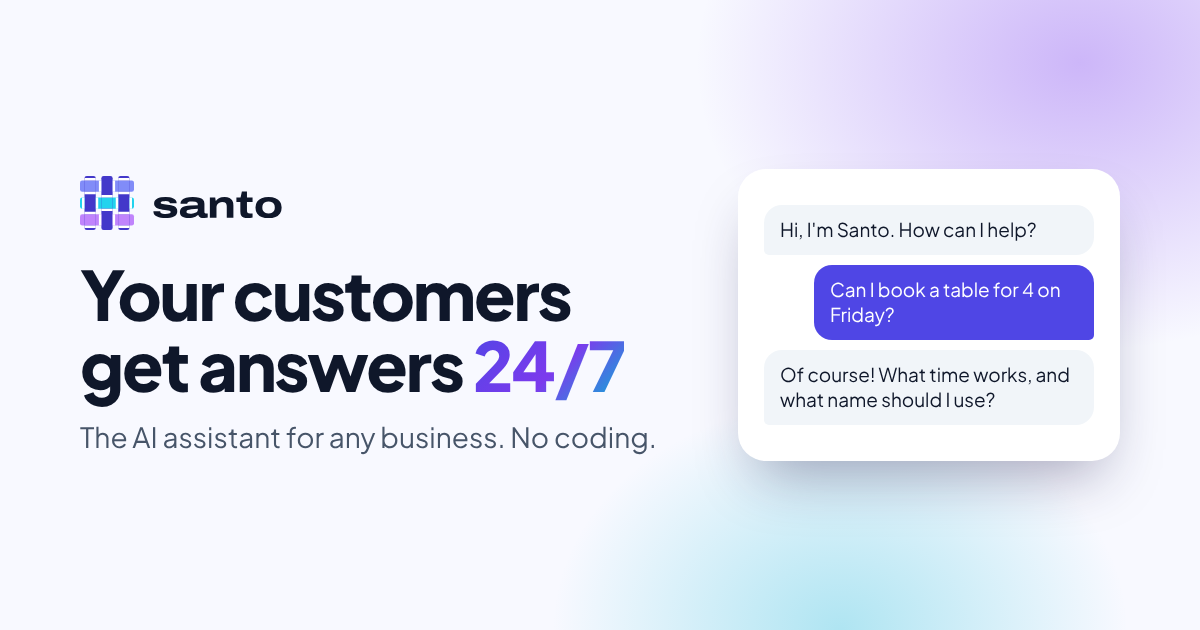 santo
Your customers
get answers 24/7
The AI assistant for any business. No coding.
Hi, I'm Santo. How can I help?
Can I book a table for 4 on
Friday?
Of course! What time works, and
what name should I use?